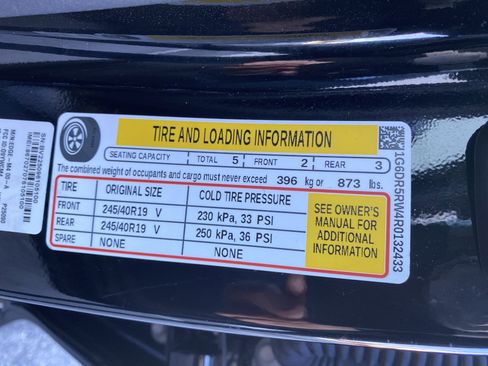 TIRE AND LOADING INFORMATION
SEATING CAPACITY TOTAL 5 FRONT 2 REAR 3
The combined weight of occupants and cargo must never exceed 396 kg or 873 lbs.
TIRE ORIGINAL SIZE COLD TIRE PRESSURE
FRONT 245/40R19 V 230 kPa, 33 PSI
REAR 245/40R19 V 250 kPa, 36 PSI
SPARE NONE NONE
SEE OWNER'S
MANUAL FOR
ADDITIONAL
INFORMATION
1G6DR5RW4R0132433